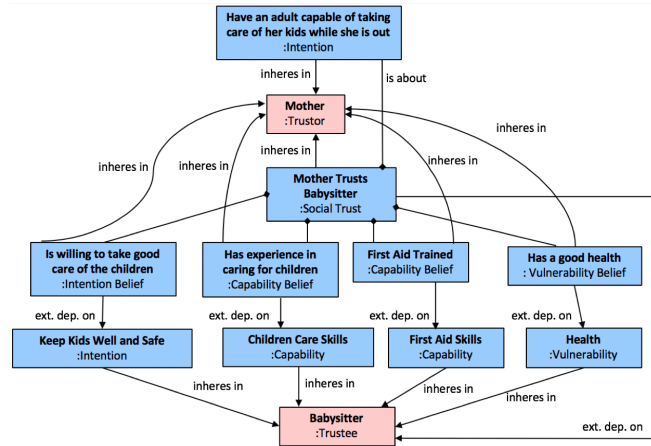 Have an adult capable of taking
care of her kids while she is out
:Intention
inheres in
is about
Mother
:Trustor
inheres in
inheres in
inheres in
inheres in
inheres in
Mother Trusts
Babysitter
:Social Trust
Is willing to take good
care of the children
:Intention Belief
Has experience in
caring for children
:Capability Belief
First Aid Trained
:Capability Belief
Has a good health
: Vulnerability Belief
ext. dep. on
ext. dep. on
ext. dep. on
ext. dep. on
Keep Kids Well and Safe
:Intention
Children Care Skills
:Capability
First Aid Skills
:Capability
Health
:Vulnerability
inheres in
inheres in
inheres in
inheres in
Babysitter
:Trustee
ext. dep. on